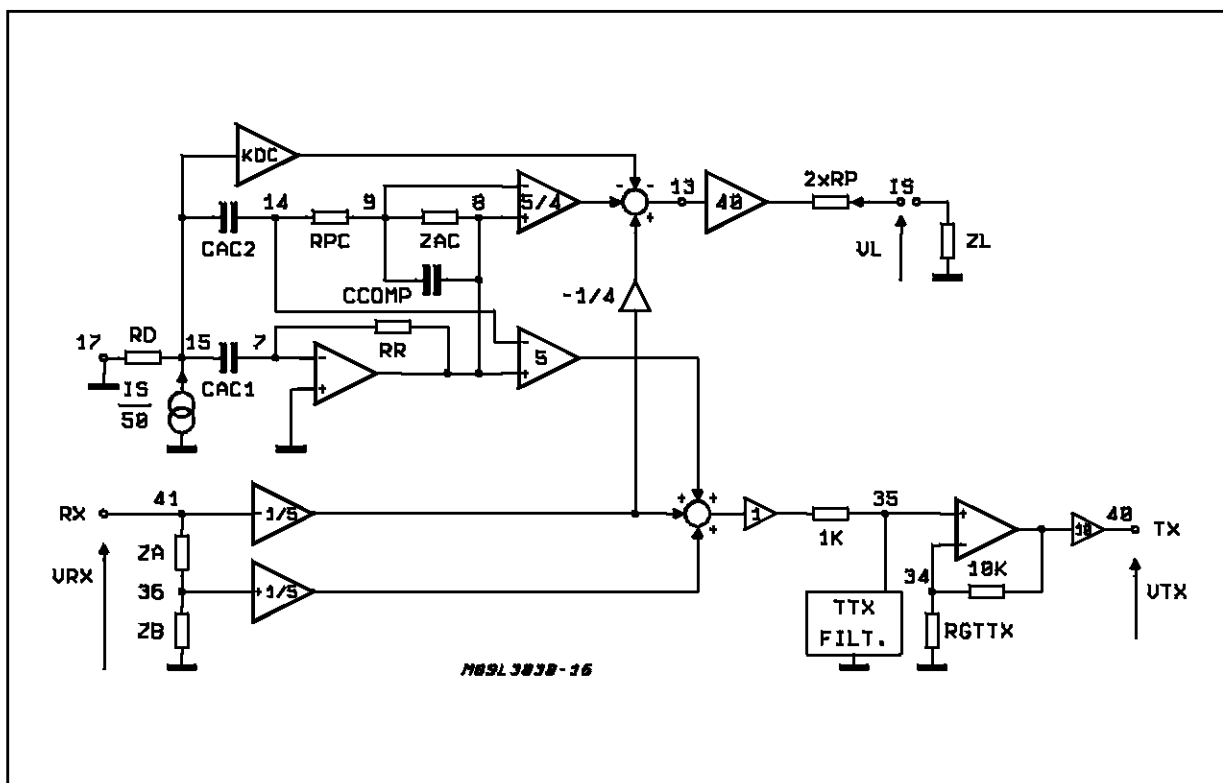 KDC
14
9
8
5/4
- -
+
13
40
2xRP
IS
CAC2
RPC
ZAC
- +
VL
ZL
CCOMP
-1/4
17
RD
15
7
RR
- +
- +
5
IS
50
CAC1
RX
41
-1/5
+ + +
1
35
1K
+ -
10
40
TX
ZA
VRX
36
+1/5
34
10K
VTX
ZB
TTX
FILT.
RGTTX
M0SL3030-16